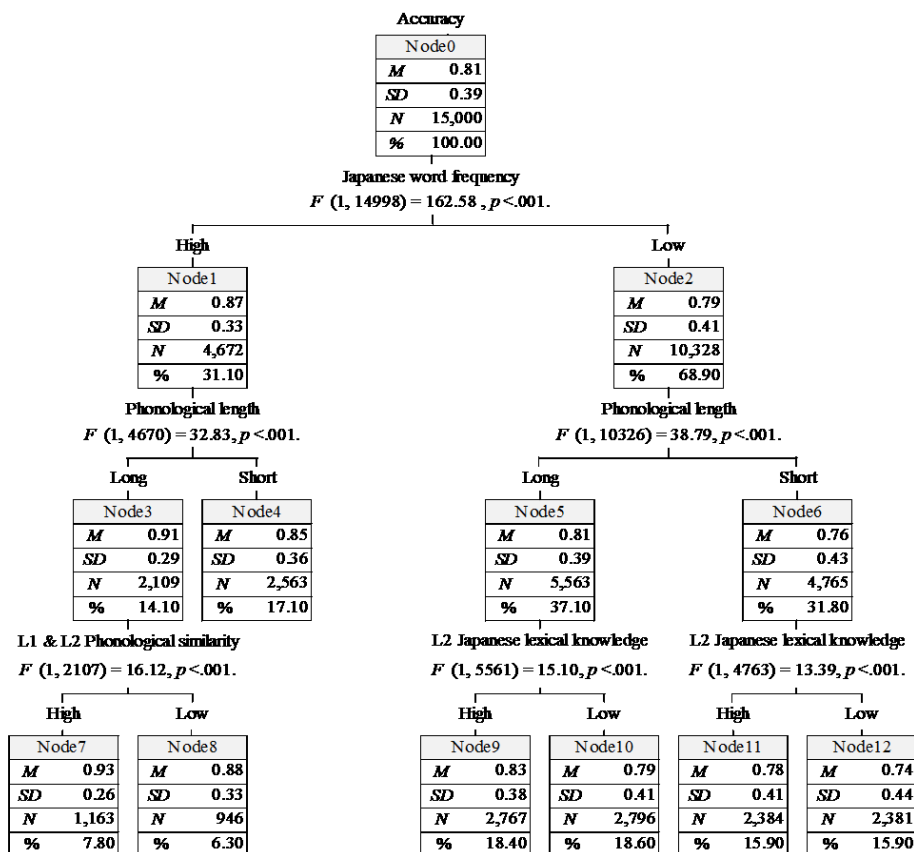 Accuracy
Node0
M 0.81
SD 0.39
N 15,000
% 100.00
Japanese word frequency
F (1, 14998) = 162.58 , p <.001.
High Low
Node1 Node2
M 0.87 M 0.79
SD 0.33 SD 0.41
N 4,672 N 10,328
% 31.10 % 68.90
Phonological length Phonological length
F (1, 4670) = 32.83, p <.001. F (1, 10326) = 38.79, p <.001.
Long Short Long Short
Node3 Node4 Node5 Node6
M 0.91 M 0.85 M 0.81 M 0.76
SD 0.29 SD 0.36 SD 0.39 SD 0.43
N 2,109 N 2,563 N 5,563 N 4,765
% 14.10 % 17.10 % 37.10 % 31.80
L1 & L2 Phonological similarity L2 Japanese lexical knowledge L2 Japanese lexical knowledge
F (1, 2107) = 16.12, p <.001. F (1, 5561) = 15.10, p <.001. F (1, 4763) = 13.39, p <.001.
High Low High Low High Low
Node7 Node8 Node9 Node10 Node11 Node12
M 0.93 M 0.88 M 0.83 M 0.79 M 0.78 M 0.74
SD 0.26 SD 0.33 SD 0.38 SD 0.41 SD 0.41 SD 0.44
N 1,163 N 946 N 2,767 N 2,796 N 2,384 N 2,381
% 7.80 % 6.30 % 18.40 % 18.60 % 15.90 % 15.90